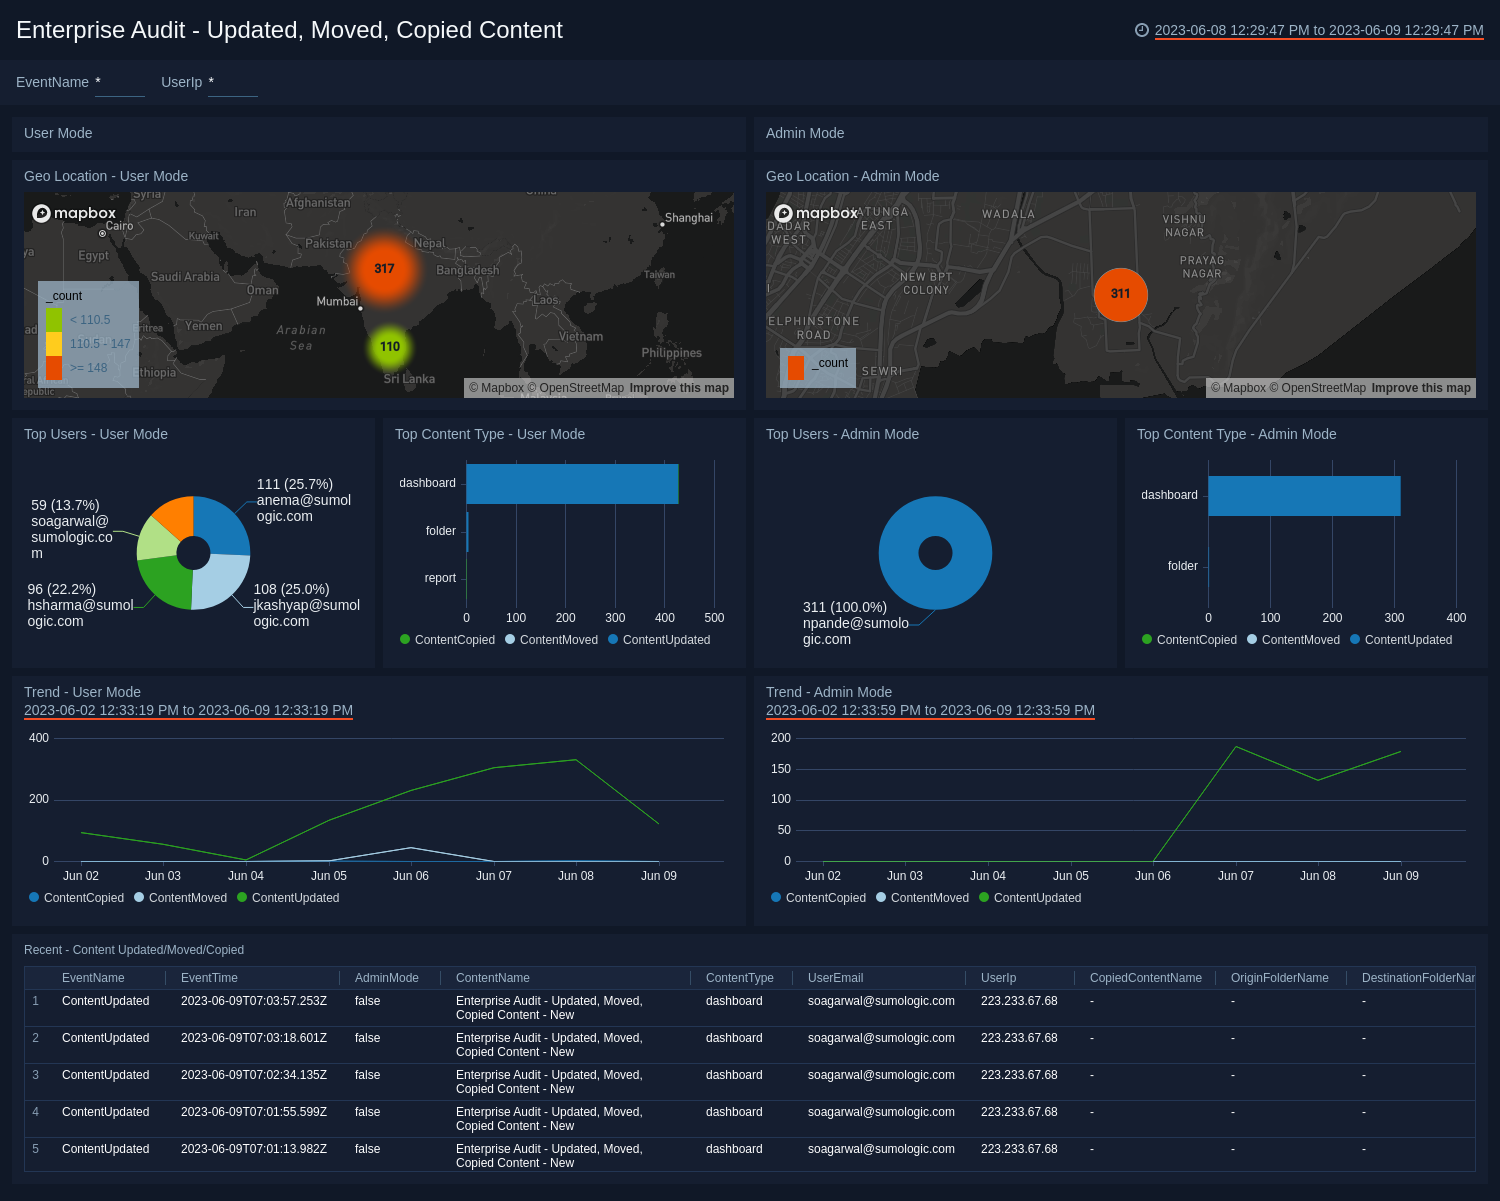 Enterprise Audit - Updated, Moved, Copied Content
2023-06-08 12:29:47 PM to 2023-06-09 12:29:47 PM
EventName *
UserIp *
User Mode
Admin Mode
Geo Location - User Mode
mapbox
Syria
Iran
Afghanistan
China
Shanghai
Cairo
Kuwait
Pakistan
Nepal
Egypt
Saudi Arabia
317
Bangladesh
Taiwan
Oman
Mumbai
Laos
_count
< 110.5
110.5 - 147
>= 148
Eritrea
Yemen
Arabian
Sea
110
Vietnam
Philippines
Ethiopia
Sri Lanka
Malaysia
© Mapbox © OpenStreetMap Improve this map
Geo Location - Admin Mode
mapbox
MATUNGA
EAST
WADALA
DADAR
WEST
VISHNU
NAGAR
PRAYAG
NAGAR
NEW BPT
COLONY
311
ELPHINSTONE
ROAD
_count
SEWRI
© Mapbox © OpenStreetMap Improve this map
Top Users - User Mode
111 (25.7%)
anema@sumol
ogic.com
59 (13.7%)
soagarwal@
sumologic.co
m
96 (22.2%)
hsharma@sumol
ogic.com
108 (25.0%)
jkashyap@sumol
ogic.com
Top Content Type - User Mode
dashboard
folder
report
0 100 200 300 400 500
ContentCopied ContentMoved ContentUpdated
Top Users - Admin Mode
311 (100.0%)
npande@sumolo
gic.com
Top Content Type - Admin Mode
dashboard
folder
0 100 200 300 400
ContentCopied ContentMoved ContentUpdated
Trend - User Mode
2023-06-02 12:33:19 PM to 2023-06-09 12:33:19 PM
400
200
0
Jun 02 Jun 03 Jun 04 Jun 05 Jun 06 Jun 07 Jun 08 Jun 09
ContentCopied ContentMoved ContentUpdated
Trend - Admin Mode
2023-06-02 12:33:59 PM to 2023-06-09 12:33:59 PM
200
150
100
50
0
Jun 02 Jun 03 Jun 04 Jun 05 Jun 06 Jun 07 Jun 08 Jun 09
ContentCopied ContentMoved ContentUpdated
Recent - Content Updated/Moved/Copied
EventName EventTime AdminMode ContentName ContentType UserEmail UserIp CopiedContentName OriginFolderName DestinationFolderNar
1 ContentUpdated 2023-06-09T07:03:57.253Z false Enterprise Audit - Updated, Moved, dashboard soagarwal@sumologic.com 223.233.67.68 - - -
Copied Content - New
2 ContentUpdated 2023-06-09T07:03:18.601Z false Enterprise Audit - Updated, Moved, dashboard soagarwal@sumologic.com 223.233.67.68 - - -
Copied Content - New
3 ContentUpdated 2023-06-09T07:02:34.135Z false Enterprise Audit - Updated, Moved, dashboard soagarwal@sumologic.com 223.233.67.68 - - -
Copied Content - New
4 ContentUpdated 2023-06-09T07:01:55.599Z false Enterprise Audit - Updated, Moved, dashboard soagarwal@sumologic.com 223.233.67.68 - - -
Copied Content - New
5 ContentUpdated 2023-06-09T07:01:13.982Z false Enterprise Audit - Updated, Moved, dashboard soagarwal@sumologic.com 223.233.67.68 - - -
Copied Content - New